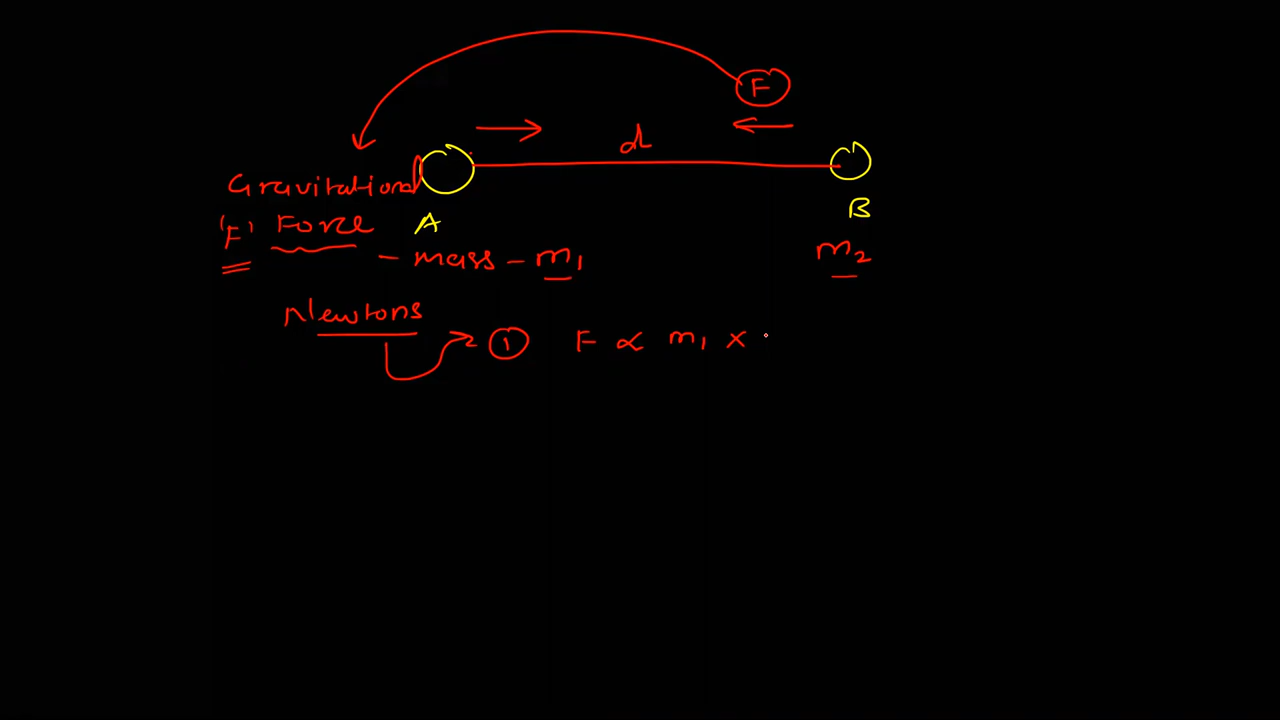 F
d
Gravitational
'F' Force
A
B
- mass - m₁
m₂
Newtons
① F ∝ m₁ ×